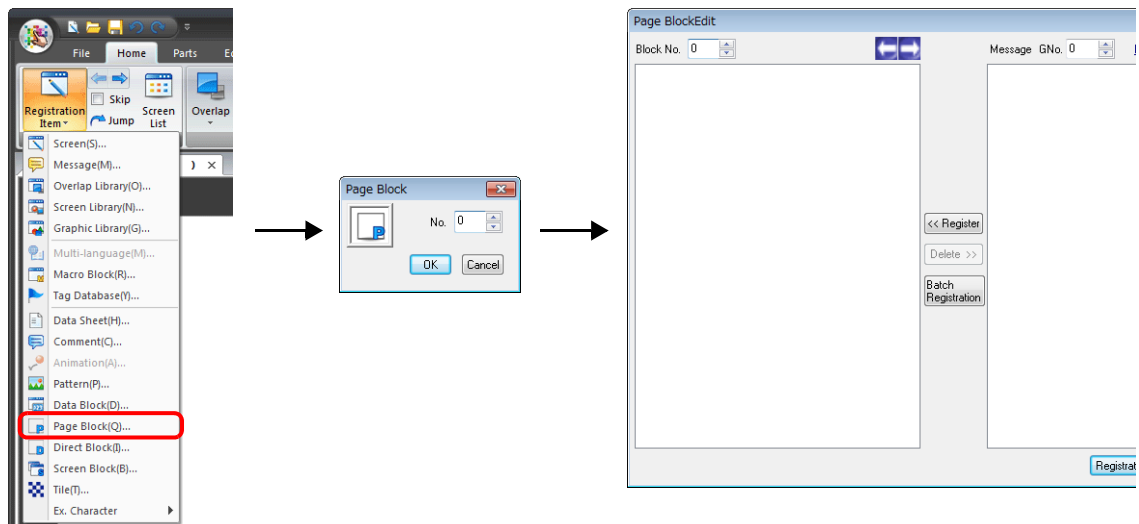 File Home Parts
Registration Item
Skip
Jump
Screen List
Overlap
Screen(S)...
Message(M)...
Overlap Library(O)...
Screen Library(N)...
Graphic Library(G)...
Multi-language(M)...
Macro Block(R)...
Tag Database(Y)...
Data Sheet(H)...
Comment(C)...
Animation(A)...
Pattern(P)...
Data Block(D)...
Page Block(Q)...
Direct Block(I)...
Screen Block(B)...
Tile(T)...
Ex. Character
Page Block
No. 0
OK Cancel
Page BlockEdit
Block No. 0 Message GNo. 0
<< Register
Delete >>
Batch
Registration
Registrat